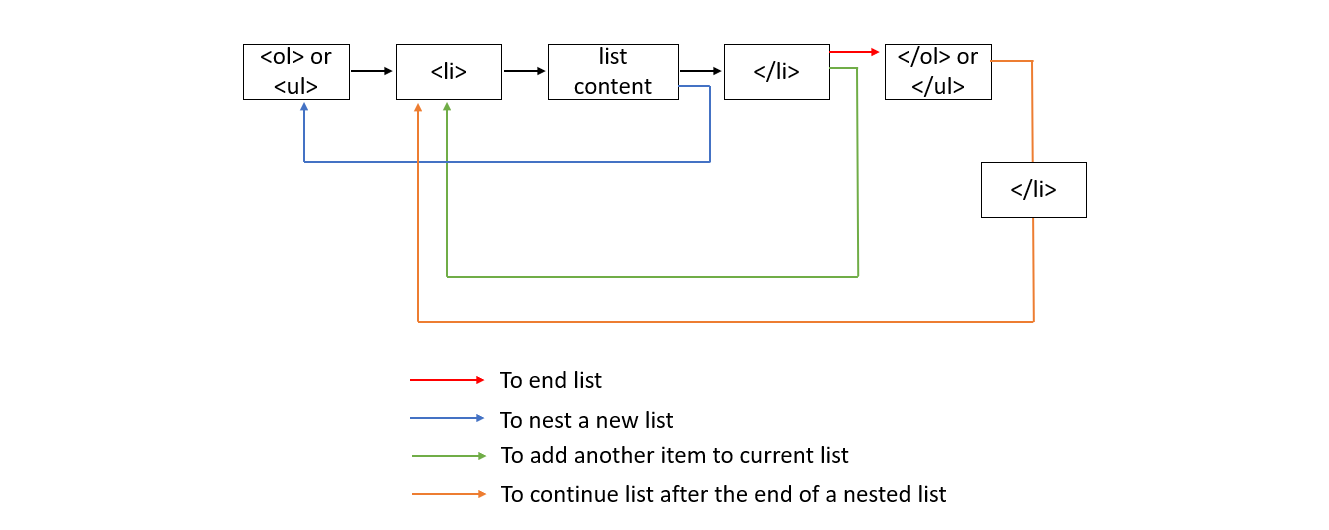 <ol> or
<ul>
<li>
list
content
</li>
</ol> or
</ul>
</li>
To end list
To nest a new list
To add another item to current list
To continue list after the end of a nested list